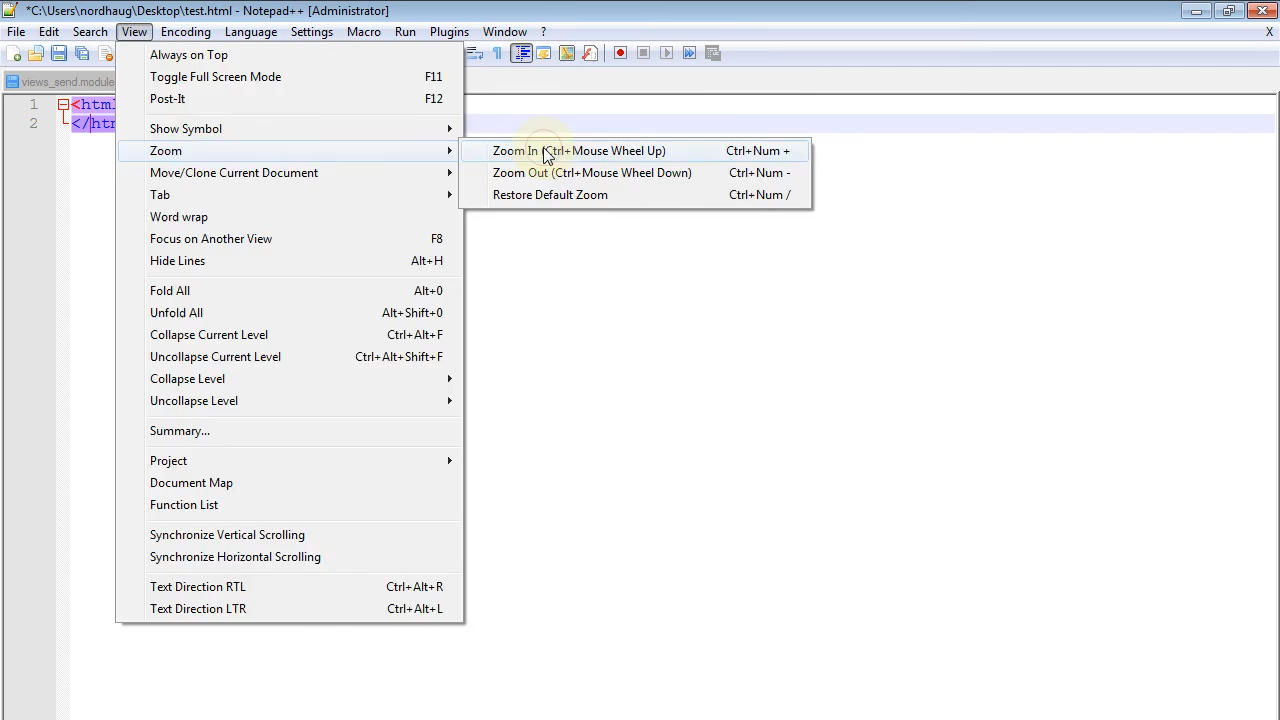 *C:\Users\nordhaug\Desktop\test.html - Notepad++ [Administrator]
File Edit Search View Encoding Language Settings Macro Run Plugins Window ? X
Always on Top
Toggle Full Screen Mode F11
views_send.module
Post-It F12
1 <html
2 </htm
Show Symbol
Zoom
Zoom In (Ctrl+Mouse Wheel Up) Ctrl+Num +
Move/Clone Current Document
Zoom Out (Ctrl+Mouse Wheel Down) Ctrl+Num -
Tab
Restore Default Zoom Ctrl+Num /
Word wrap
Focus on Another View F8
Hide Lines Alt+H
Fold All Alt+0
Unfold All Alt+Shift+0
Collapse Current Level Ctrl+Alt+F
Uncollapse Current Level Ctrl+Alt+Shift+F
Collapse Level
Uncollapse Level
Summary...
Project
Document Map
Function List
Synchronize Vertical Scrolling
Synchronize Horizontal Scrolling
Text Direction RTL Ctrl+Alt+R
Text Direction LTR Ctrl+Alt+L